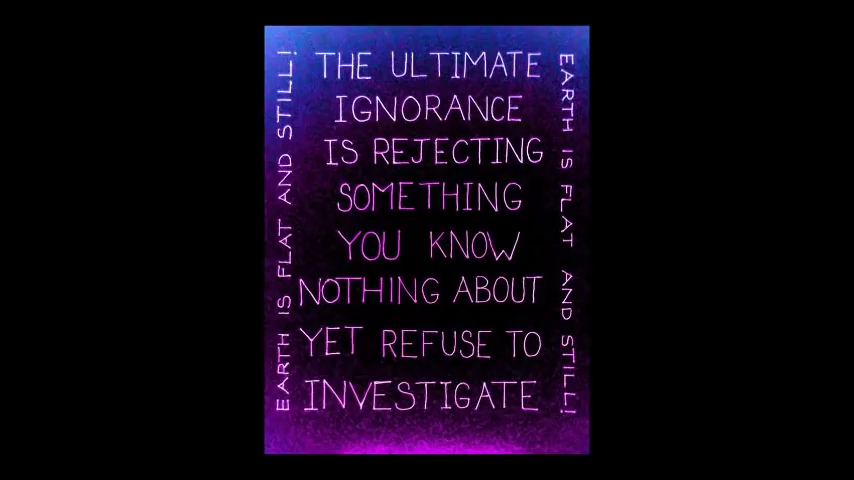 THE ULTIMATE
IGNORANCE
IS REJECTING
SOMETHING
YOU KNOW
NOTHING ABOUT
YET REFUSE TO
INVESTIGATE
EARTH IS FLAT AND STILL!
EARTH IS FLAT AND STILL!